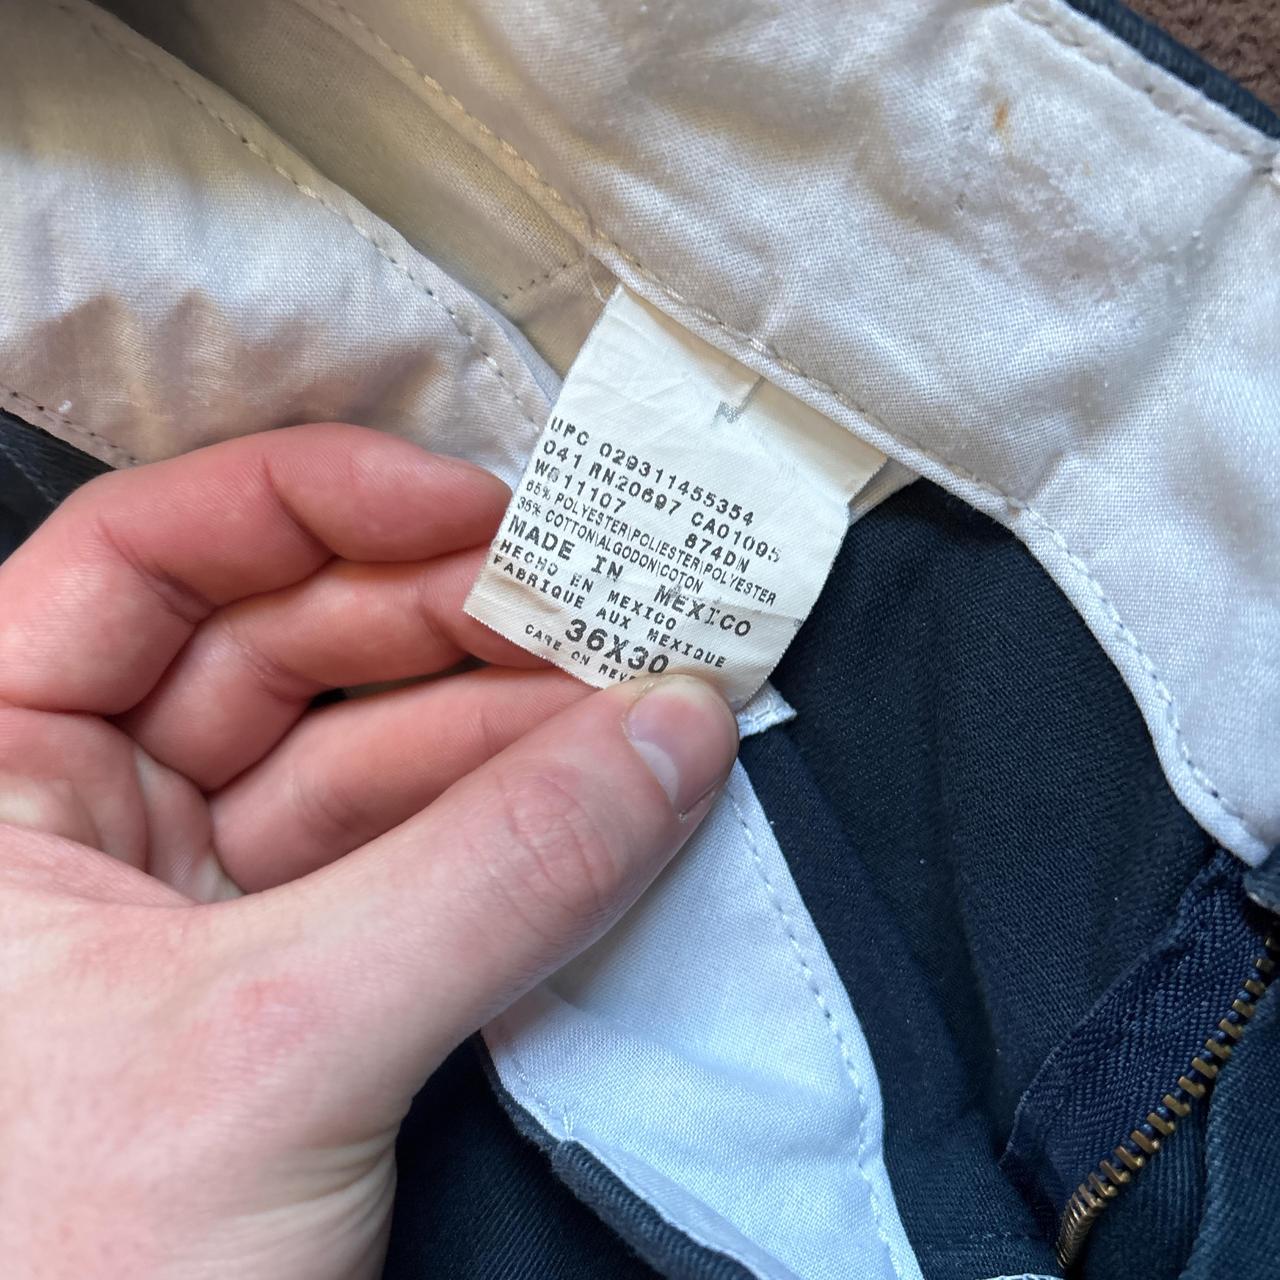 N
UPC 029311455354
041 RN20697 CA01095
W011107 874DN
65% POLYESTER\POLIESTER\POLYESTER
35% COTTON\ALGODON\COTON
MADE IN MEXICO
HECHO EN MEXICO
FABRIQUE AUX MEXIQUE
36X30
CARE ON